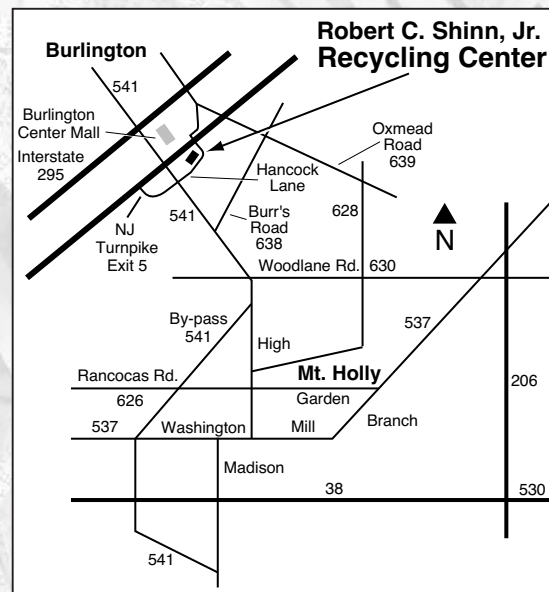 Robert C. Shinn, Jr.
Recycling Center
Burlington
541
Burlington
Center Mall
Interstate
295
Oxmead
Road
639
Hancock
Lane
541
Burr's
Road
638
628
N
NJ
Turnpike
Exit 5
Woodlane Rd.
630
By-pass
541
High
537
Rancocas Rd.
Mt. Holly
626
Garden
206
537
Washington
Mill
Branch
Madison
38
530
541